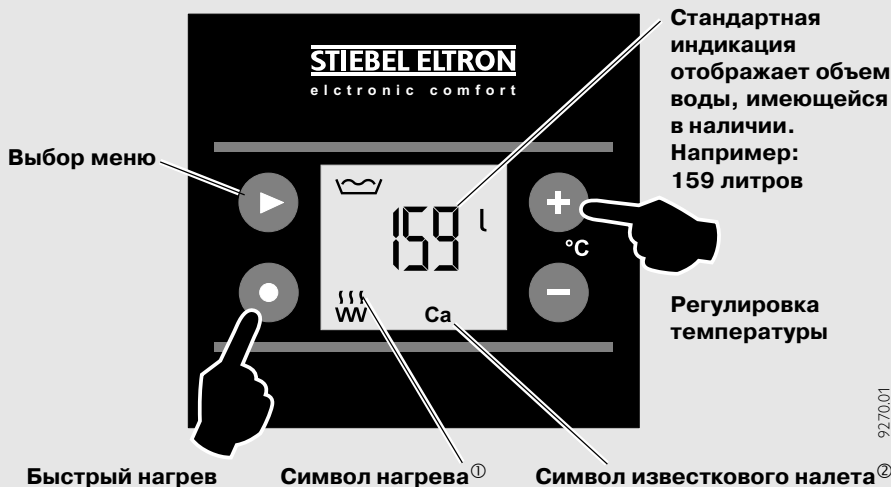 Стандартная
индикация
отображает объем
воды, имеющейся
в наличии.
Например:
159 литров
STIEBEL ELTRON
elctronic comfort
Выбор меню
159 l
°C
Ca
Регулировка
температуры
9270.01
Быстрый нагрев
Символ нагрева①
Символ известкового налета②